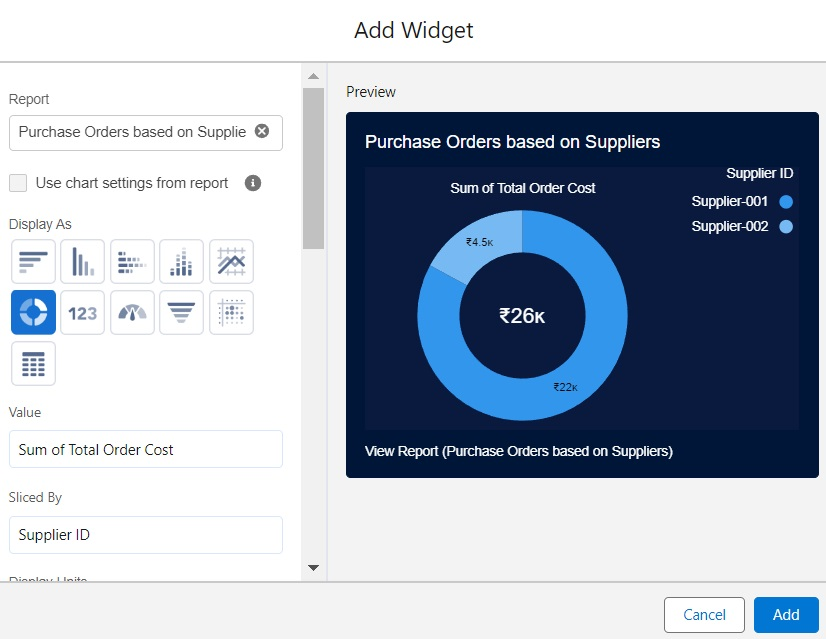 Add Widget
Report
Purchase Orders based on Supplie
Use chart settings from report
Display As
123
Value
Sum of Total Order Cost
Sliced By
Supplier ID
Display Units
Preview
Purchase Orders based on Suppliers
Supplier ID
Sum of Total Order Cost
Supplier-001
Supplier-002
₹4.5K
₹26K
₹22K
View Report (Purchase Orders based on Suppliers)
Cancel
Add